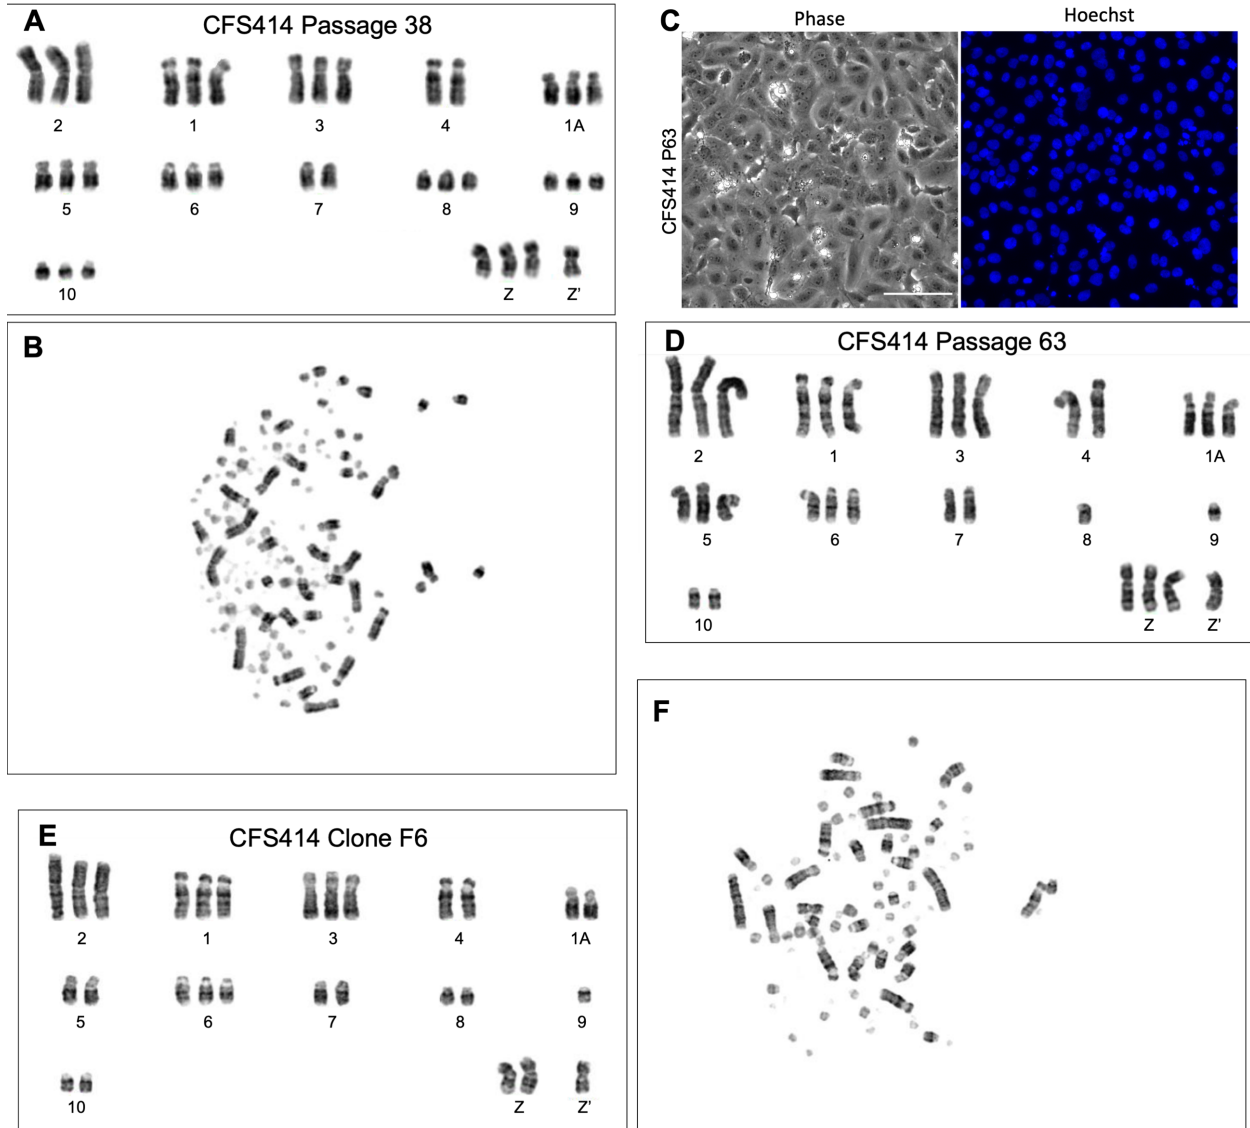 A
CFS414 Passage 38
2 1 3 4 1A
5 6 7 8 9
10 Z Z'
B
C
Phase Hoechst
CFS414 P63
D
CFS414 Passage 63
2 1 3 4 1A
5 6 7 8 9
10 Z Z'
E
CFS414 Clone F6
2 1 3 4 1A
5 6 7 8 9
10 Z Z'
F